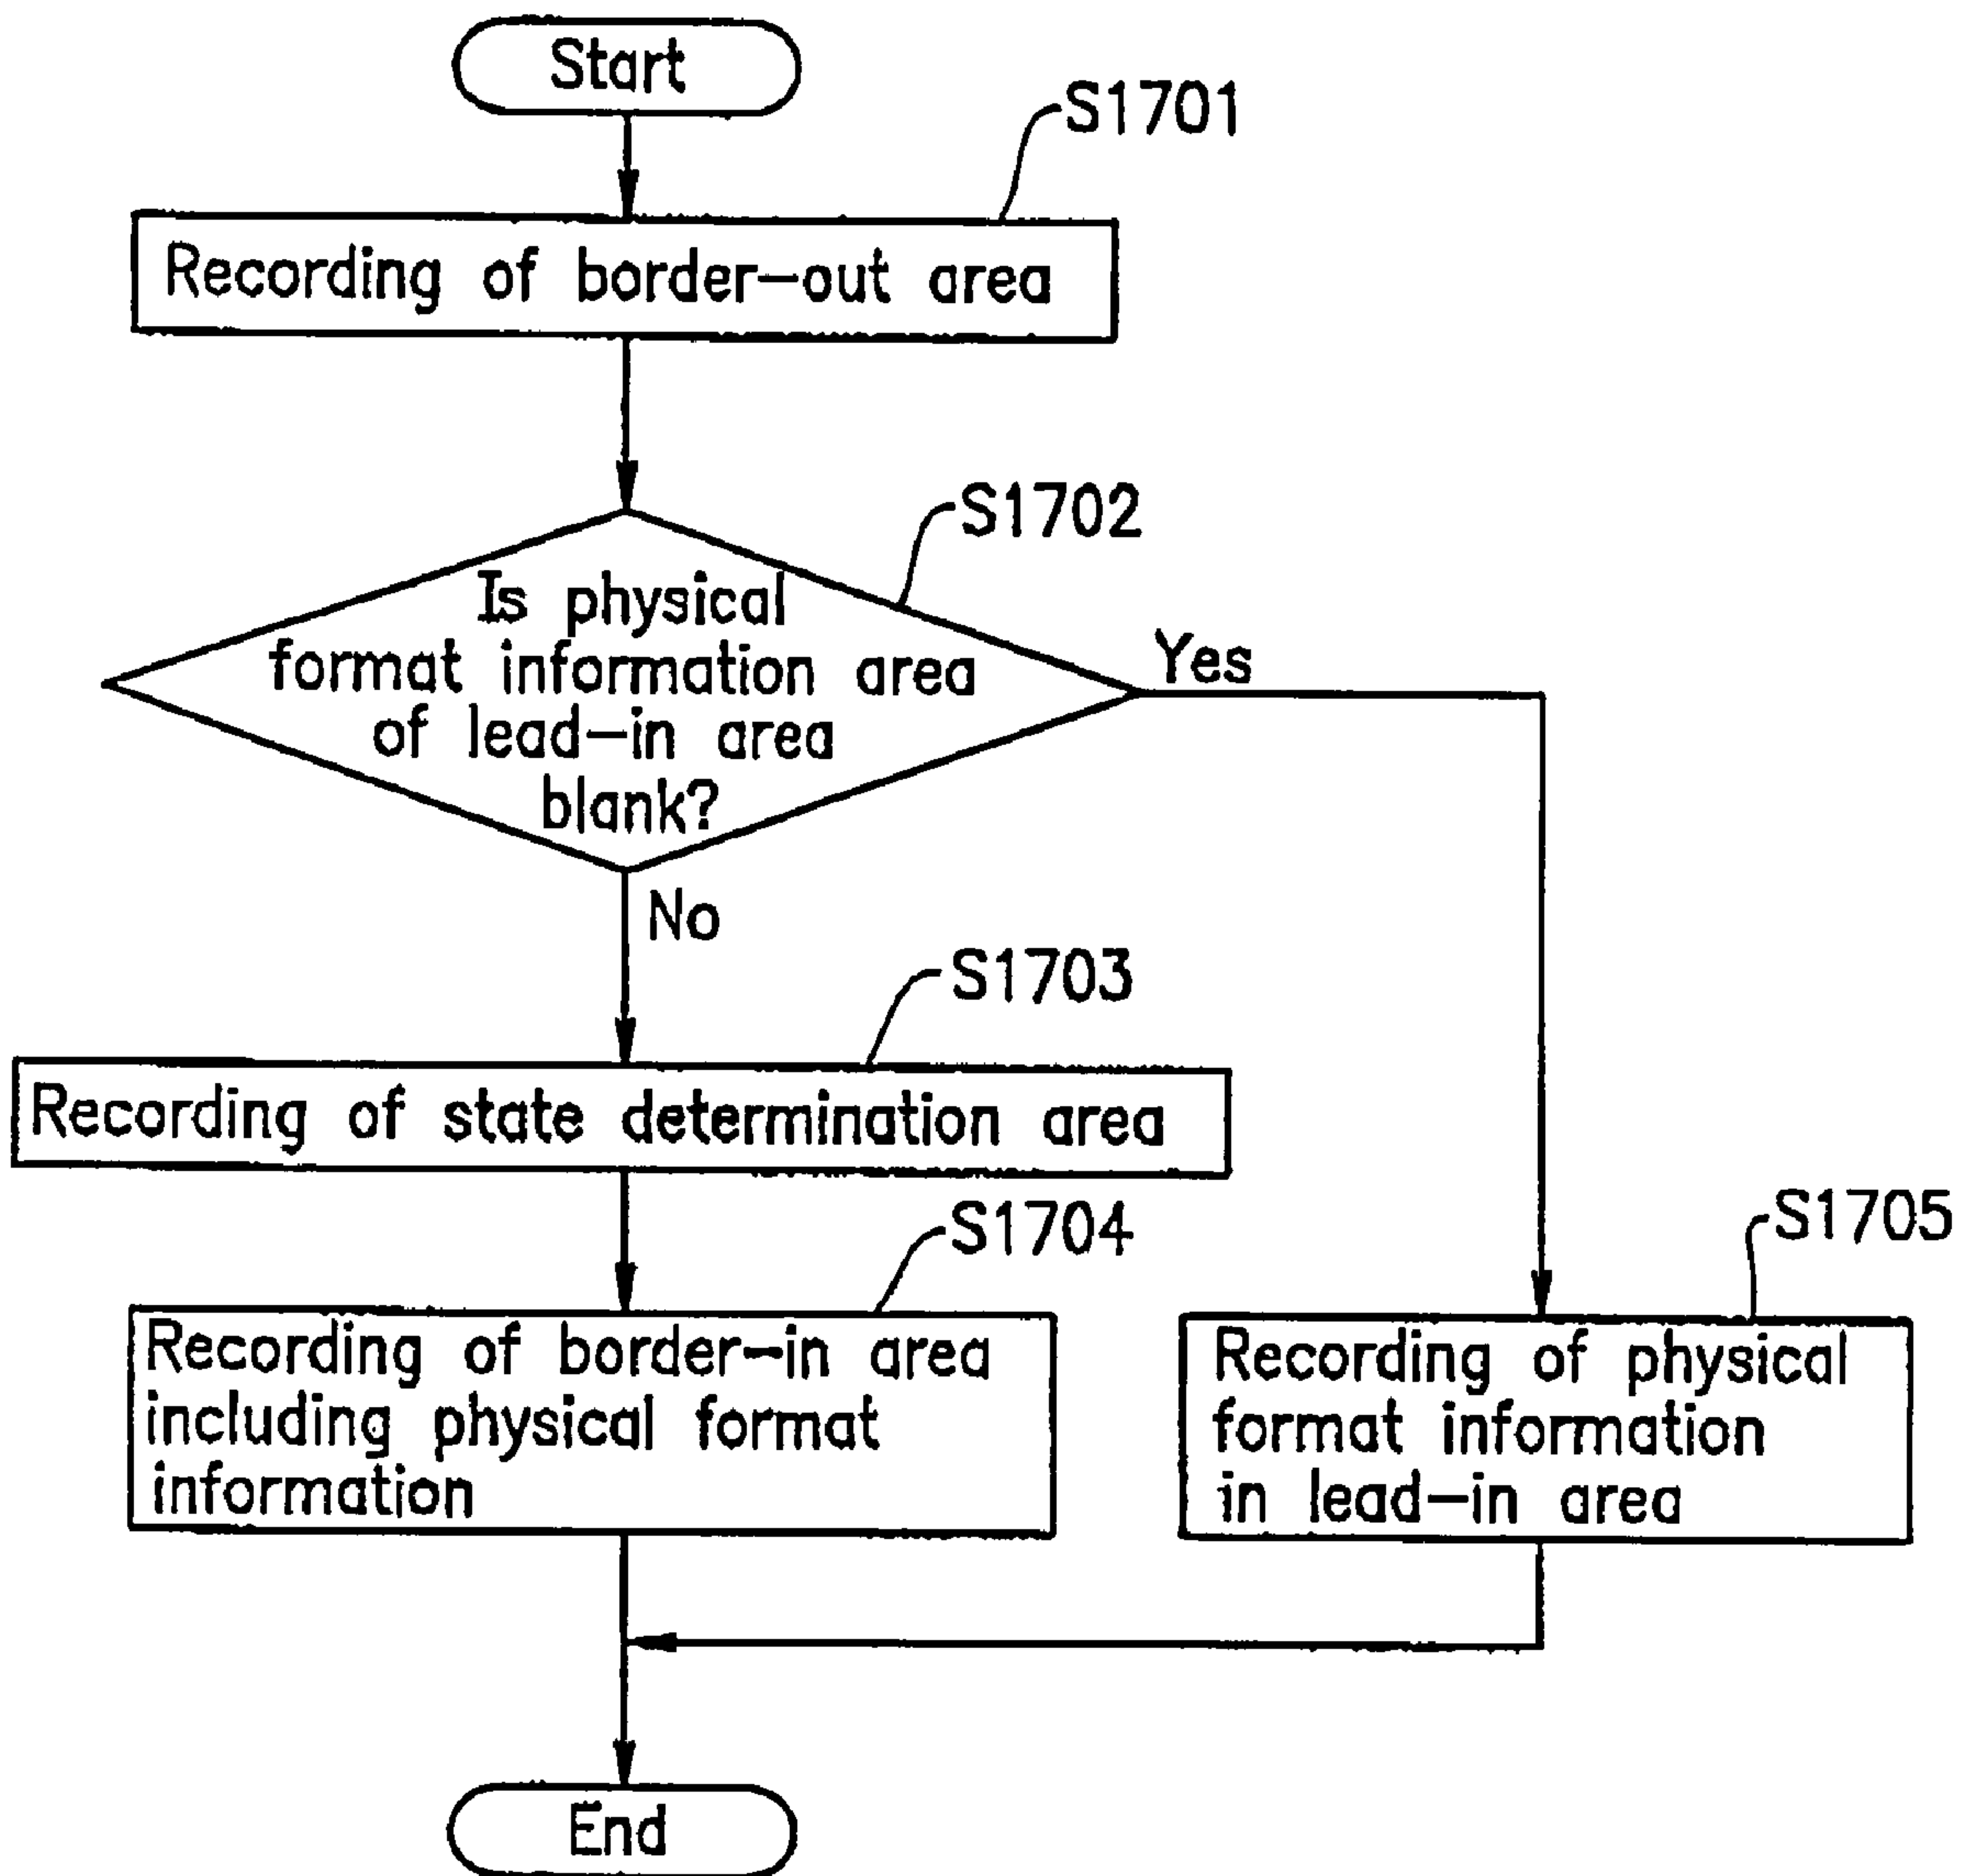 Start
S1701
Recording of border-out area
S1702
Is physical
format information area
of lead-in area
blank?
Yes
No
S1703
Recording of state determination area
S1704
Recording of border-in area
including physical format
information
S1705
Recording of physical
format information
in lead-in area
End